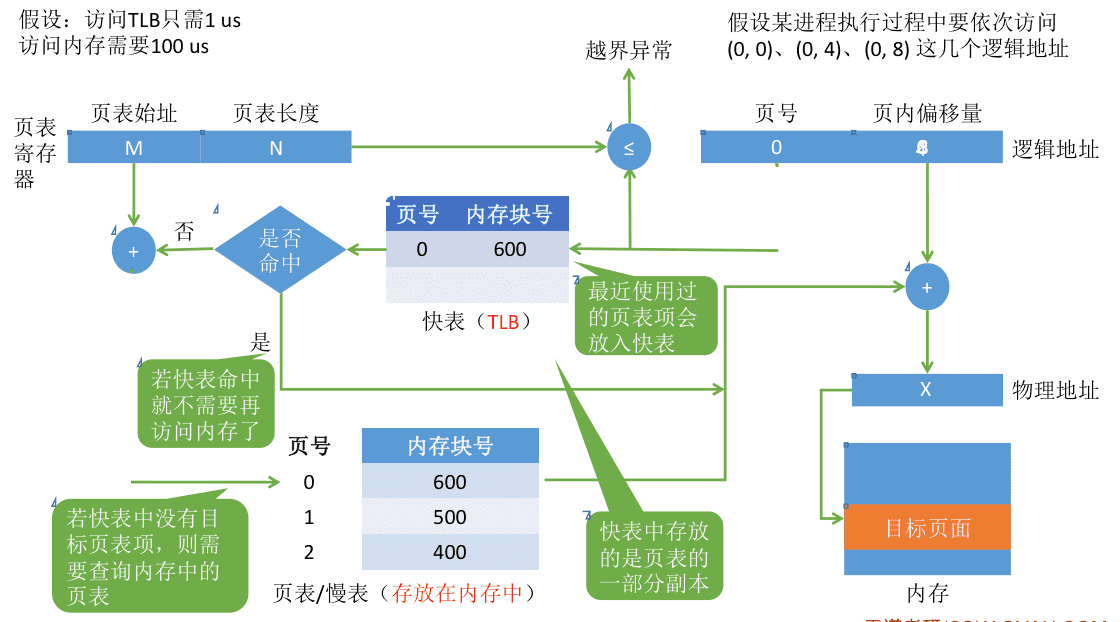 假设：访问TLB只需1 us
访问内存需要100 us
假设某进程执行过程中要依次访问
(0, 0)、(0, 4)、(0, 8) 这几个逻辑地址
越界异常
页表始址
页表长度
页号
页内偏移量
页表
寄存
器
M
N
≤
0
逻辑地址
页号
内存块号
0
600
快表（TLB）
否
是否
命中
+
+
最近使用过
的页表项会
放入快表
是
若快表命中
就不需要再
访问内存了
X
物理地址
页号
内存块号
0
600
1
500
2
400
页表/慢表（存放在内存中）
若快表中没有目
标页表项，则需
要查询内存中的
页表
快表中存放
的是页表的
一部分副本
目标页面
内存